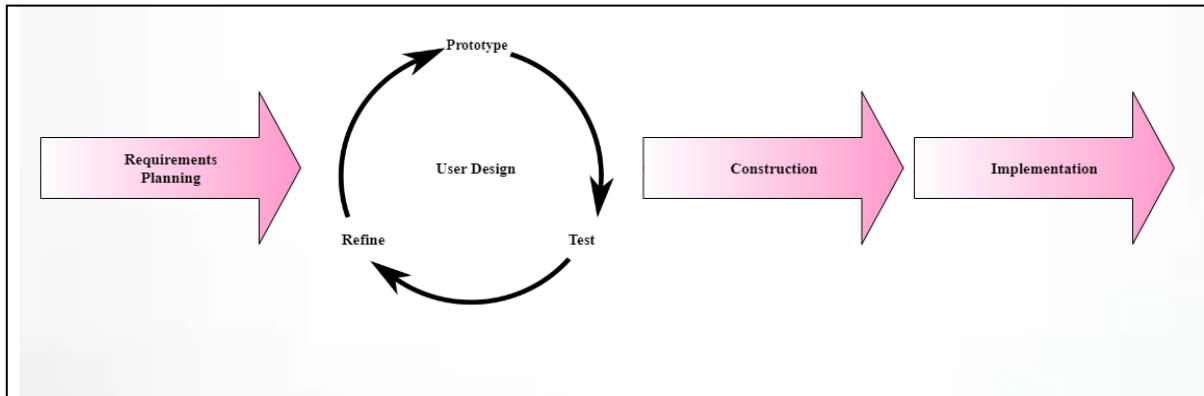 Prototype
Requirements
Planning
User Design
Construction
Implementation
Refine
Test